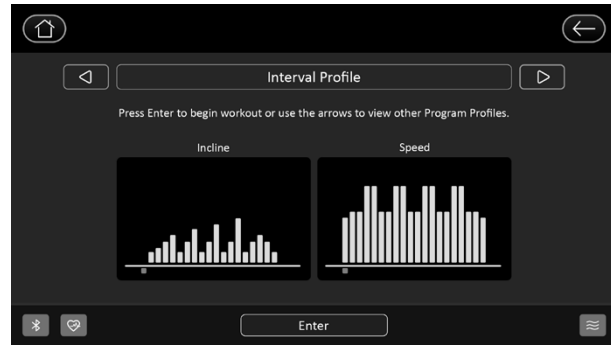 Interval Profile
Press Enter to begin workout or use the arrows to view other Program Profiles.
Incline Speed
Enter